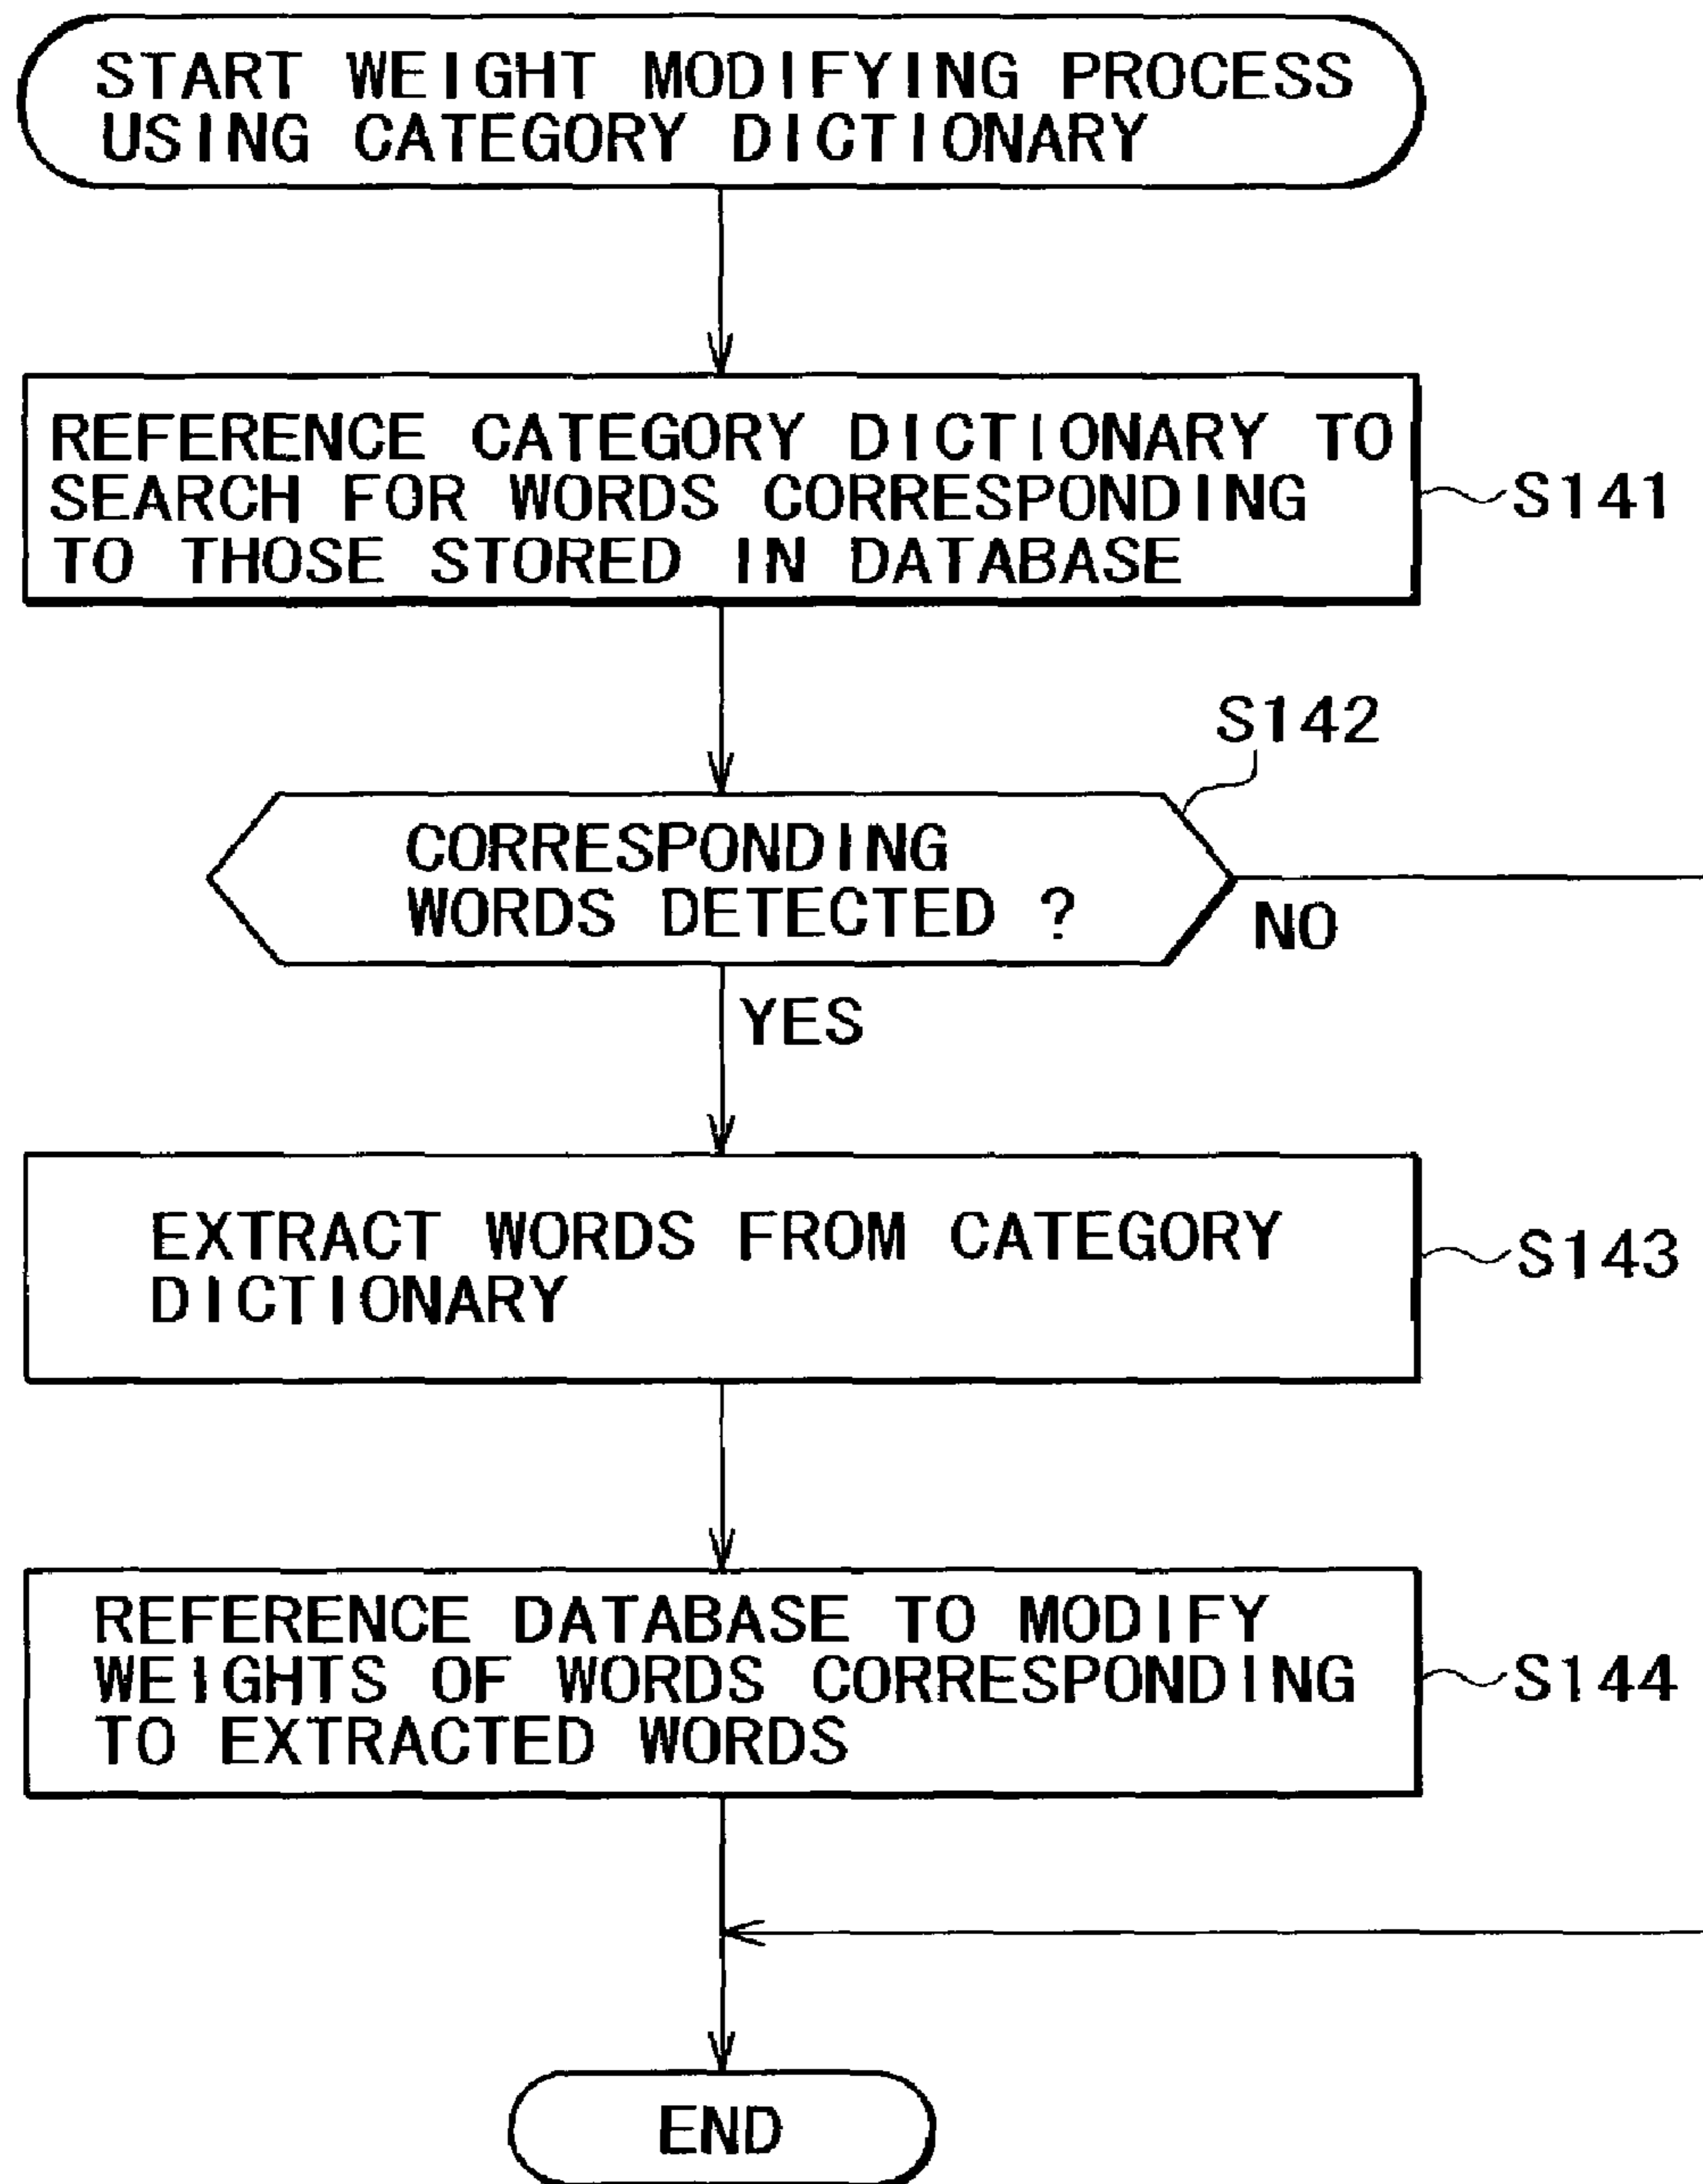 START WEIGHT MODIFYING PROCESS
USING CATEGORY DICTIONARY
REFERENCE CATEGORY DICTIONARY TO
SEARCH FOR WORDS CORRESPONDING
TO THOSE STORED IN DATABASE
S141
S142
CORRESPONDING
WORDS DETECTED ?
NO
YES
EXTRACT WORDS FROM CATEGORY
DICTIONARY
S143
REFERENCE DATABASE TO MODIFY
WEIGHTS OF WORDS CORRESPONDING
TO EXTRACTED WORDS
S144
END